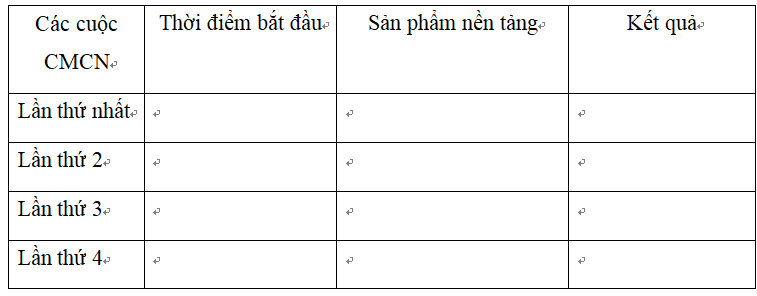 Các cuộc Thời điểm bắt đầu Sản phẩm nền tảng Kết quả
CMCN
Lần thứ nhất
Lần thứ 2
Lần thứ 3
Lần thứ 4